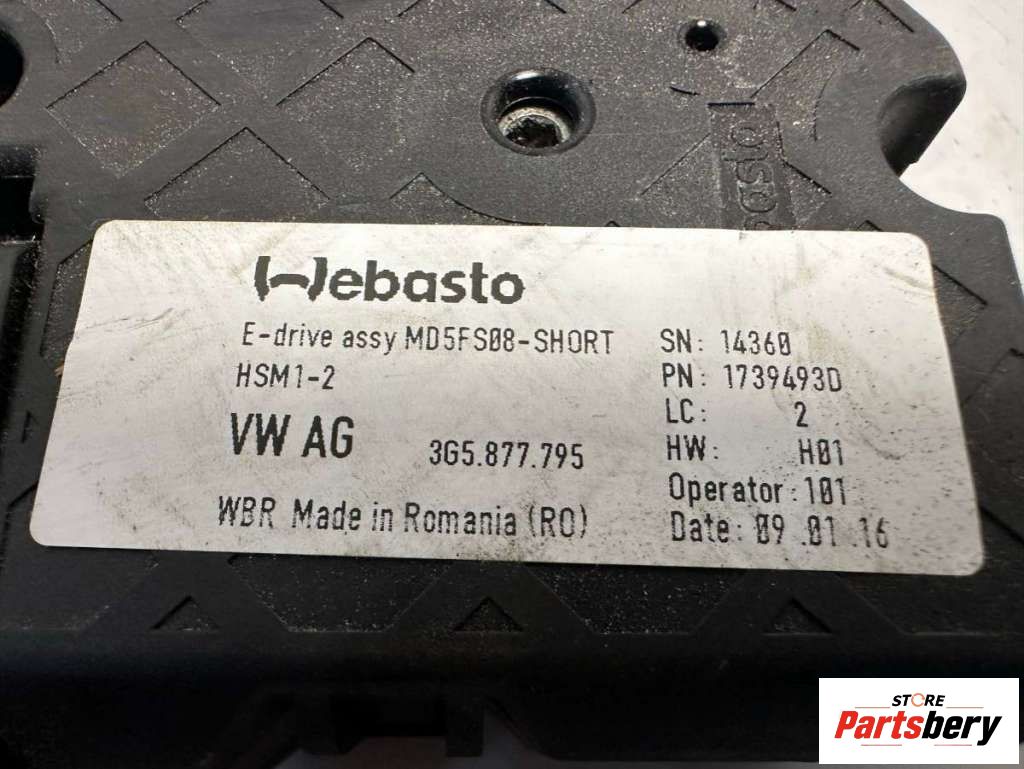 Webasto
E-drive assy MD5FS08-SHORT
HSM1-2
VW AG 3G5.877.795
WBR Made in Romania (RO)
SN: 14360
PN: 1739493D
LC: 2
HW: H01
Operator: 101
Date: 09.01.16
STORE
Partsbery